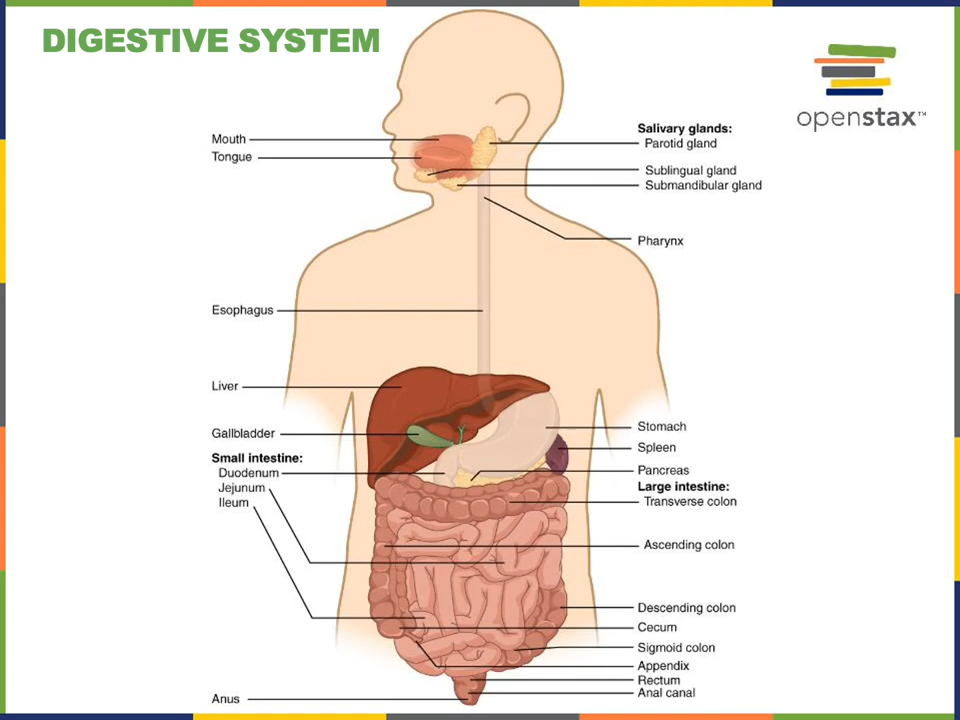 DIGESTIVE SYSTEM
openstax™
Mouth
Tongue
Esophagus
Liver
Gallbladder
Small intestine:
Duodenum
Jejunum
Ileum
Anus
Salivary glands:
Parotid gland
Sublingual gland
Submandibular gland
Pharynx
Stomach
Spleen
Pancreas
Large intestine:
Transverse colon
Ascending colon
Descending colon
Cecum
Sigmoid colon
Appendix
Rectum
Anal canal